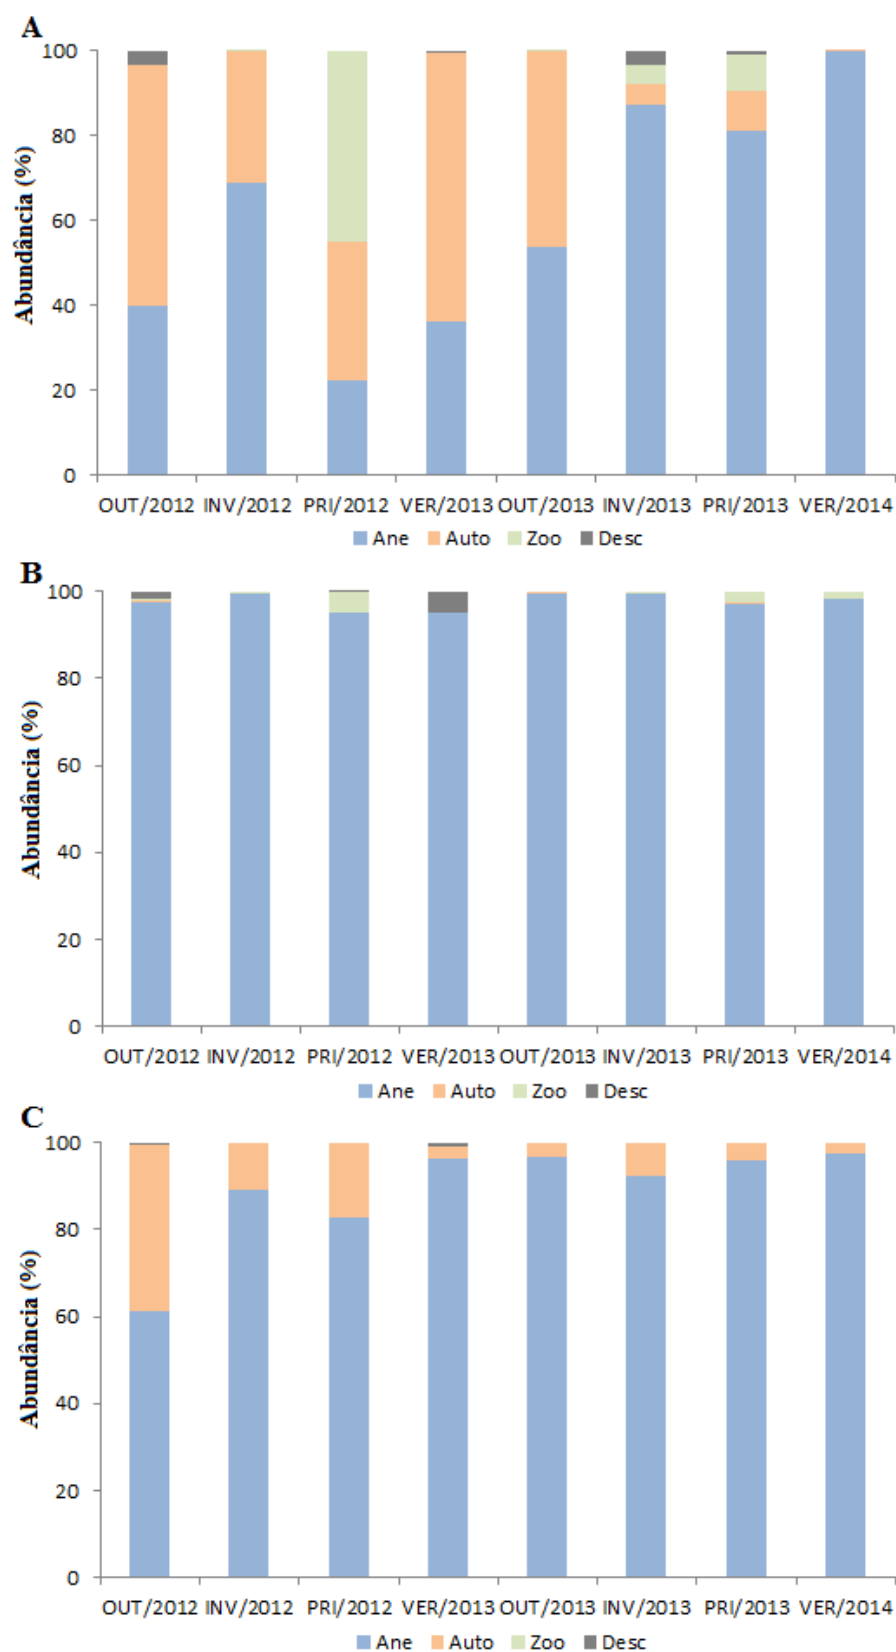 A
100
80
60
40
20
0
Abundância (%)
OUT/2012 INV/2012 PRI/2012 VER/2013 OUT/2013 INV/2013 PRI/2013 VER/2014
Ane Auto Zoo Desc
B
100
80
60
40
20
0
Abundância (%)
OUT/2012 INV/2012 PRI/2012 VER/2013 OUT/2013 INV/2013 PRI/2013 VER/2014
Ane Auto Zoo Desc
C
100
80
60
40
20
0
Abundância (%)
OUT/2012 INV/2012 PRI/2012 VER/2013 OUT/2013 INV/2013 PRI/2013 VER/2014
Ane Auto Zoo Desc